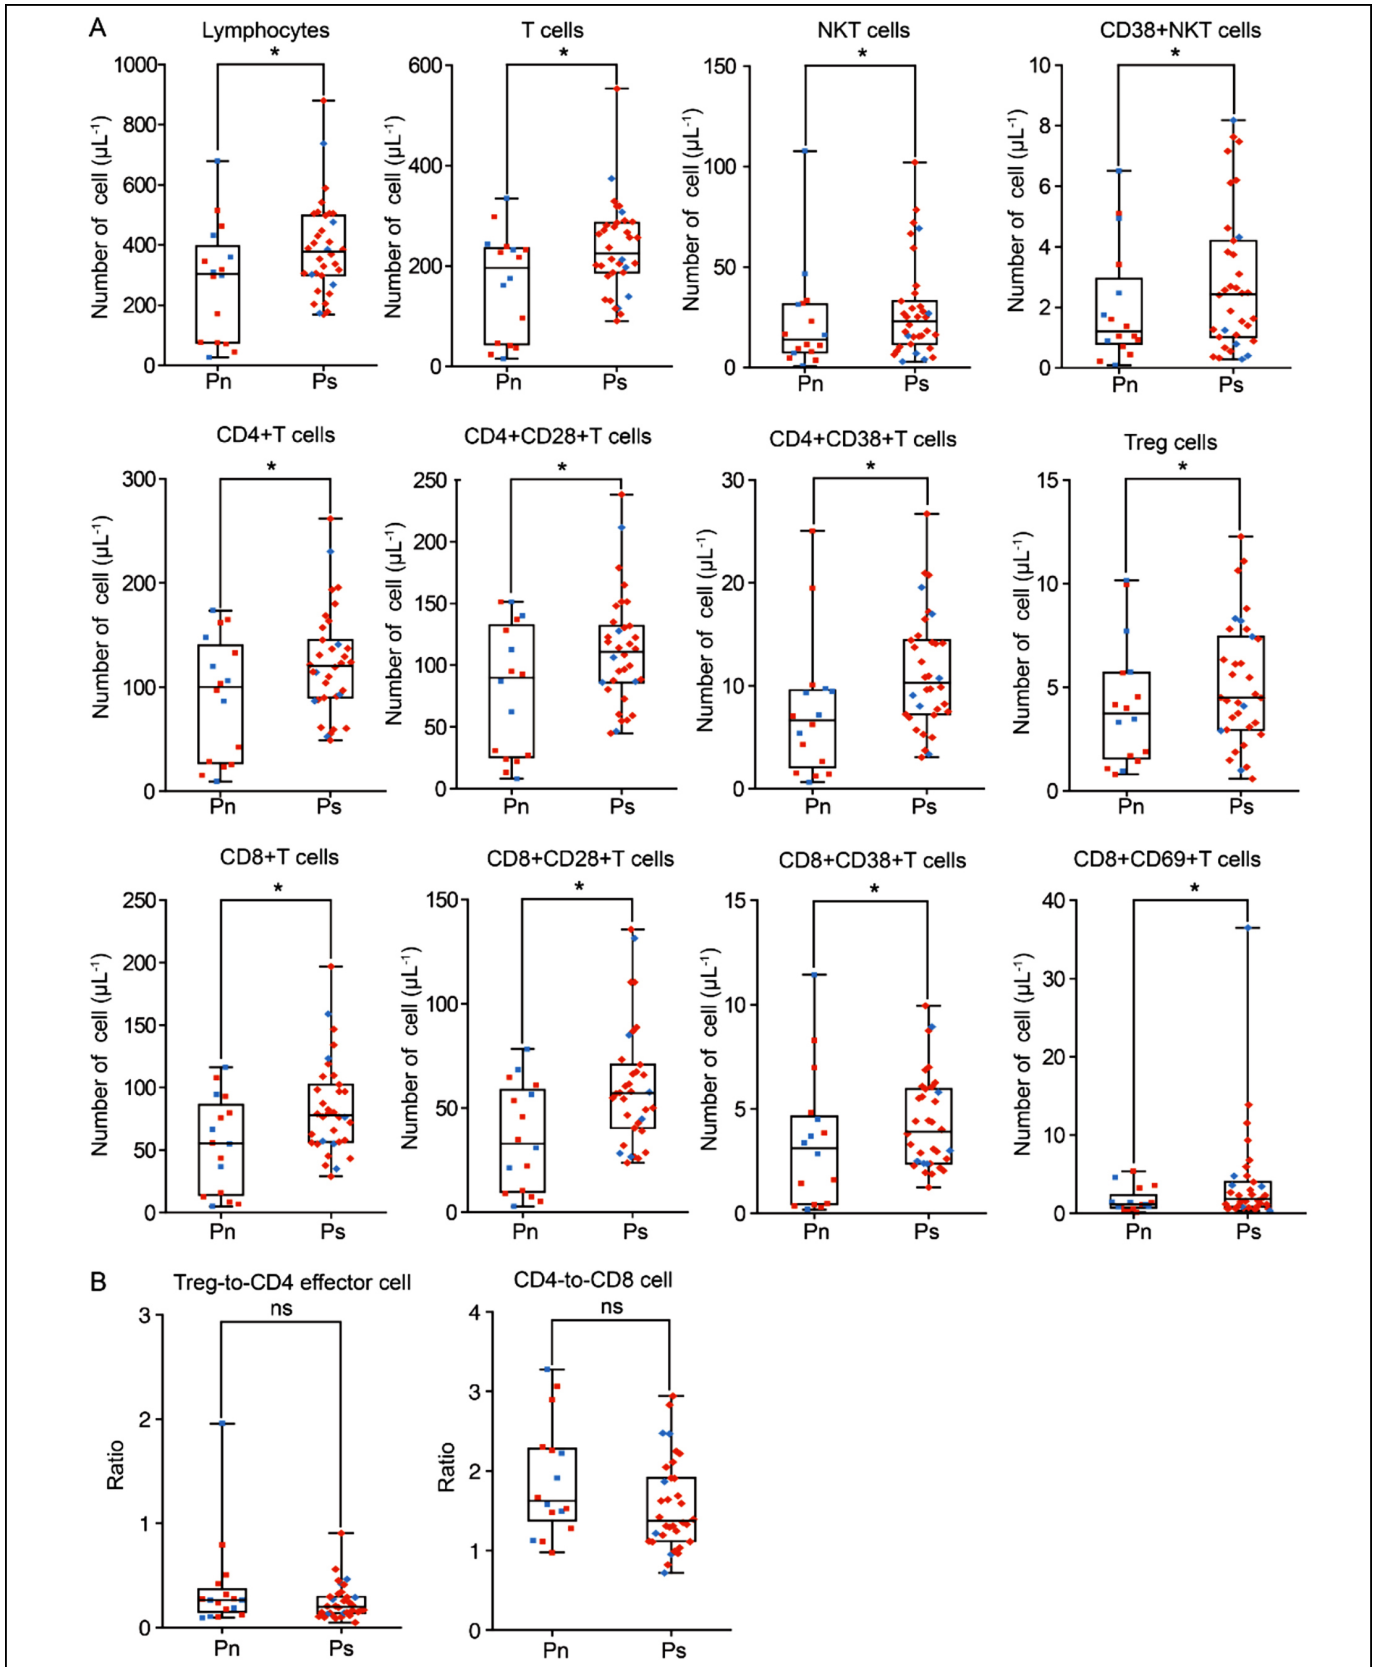 A
Lymphocytes
T cells
NKT cells
CD38+NKT cells
*
*
*
*
Number of cell (µL⁻¹)
1000
800
600
400
200
0
Pn
Ps
Number of cell (µL⁻¹)
600
400
200
0
Pn
Ps
Number of cell (µL⁻¹)
150
100
50
0
Pn
Ps
Number of cell (µL⁻¹)
10
8
6
4
2
0
Pn
Ps
CD4+T cells
CD4+CD28+T cells
CD4+CD38+T cells
Treg cells
*
*
*
*
Number of cell (µL⁻¹)
300
200
100
0
Pn
Ps
Number of cell (µL⁻¹)
250
200
150
100
50
0
Pn
Ps
Number of cell (µL⁻¹)
30
20
10
0
Pn
Ps
Number of cell (µL⁻¹)
15
10
5
0
Pn
Ps
CD8+T cells
CD8+CD28+T cells
CD8+CD38+T cells
CD8+CD69+T cells
*
*
*
*
Number of cell (µL⁻¹)
250
200
150
100
50
0
Pn
Ps
Number of cell (µL⁻¹)
150
100
50
0
Pn
Ps
Number of cell (µL⁻¹)
15
10
5
0
Pn
Ps
Number of cell (µL⁻¹)
40
30
20
10
0
Pn
Ps
B
Treg-to-CD4 effector cell
CD4-to-CD8 cell
ns
ns
Ratio
3
2
1
0
Pn
Ps
Ratio
4
3
2
1
0
Pn
Ps